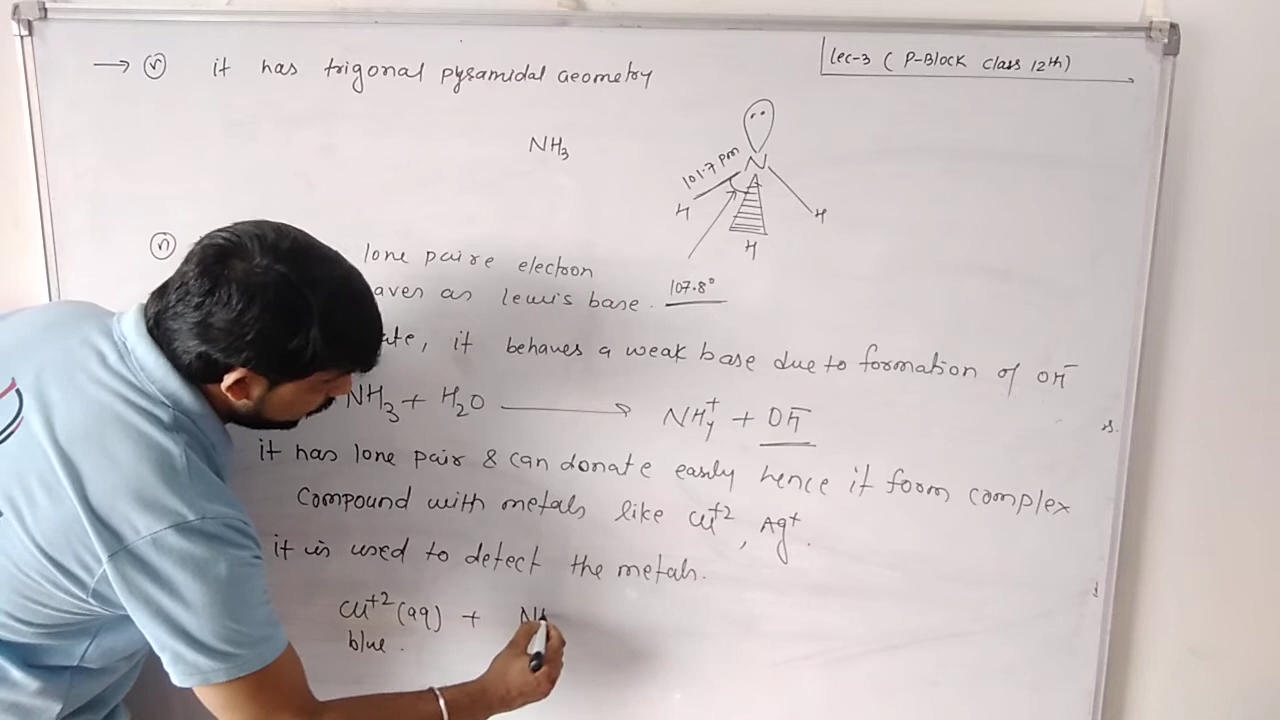 Lec-3 ( P-Block Class 12th)
→ (v) it has trigonal pyramidal Geometry
NH3
N
101.7 pm
H
H
H
107.8°
lone paire electron
aves as lewis base.
ate, it behaves a weak base due to formation of OH⁻
NH3 + H2O ⟶ NH4⁺ + OH⁻
it has lone pair & can donate easily hence it form complex
compound with metals like Cu⁺², Ag⁺.
it is used to detect the metals.
Cu⁺²(aq) + NH
blue.